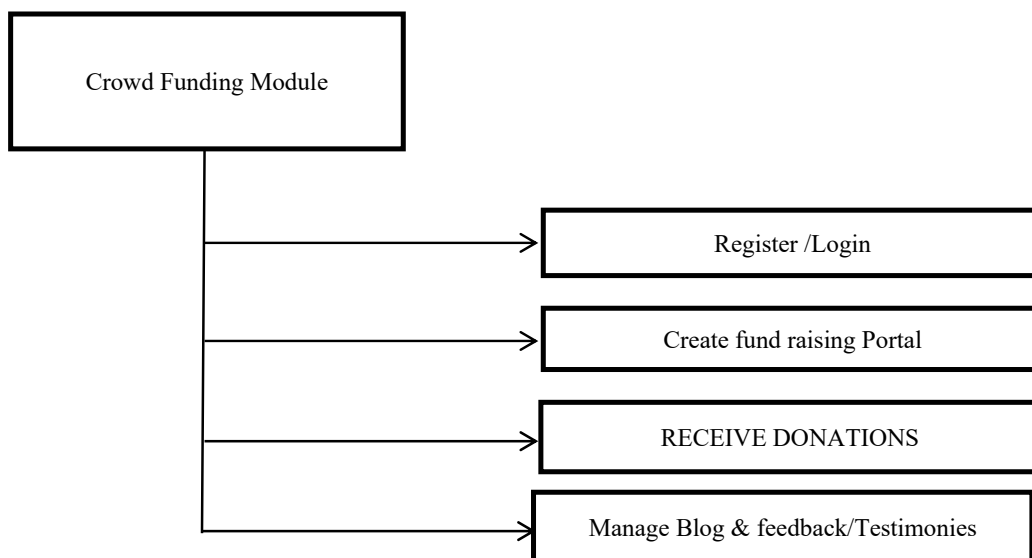 Crowd Funding Module
Register /Login
Create fund raising Portal
RECEIVE DONATIONS
Manage Blog & feedback/Testimonies